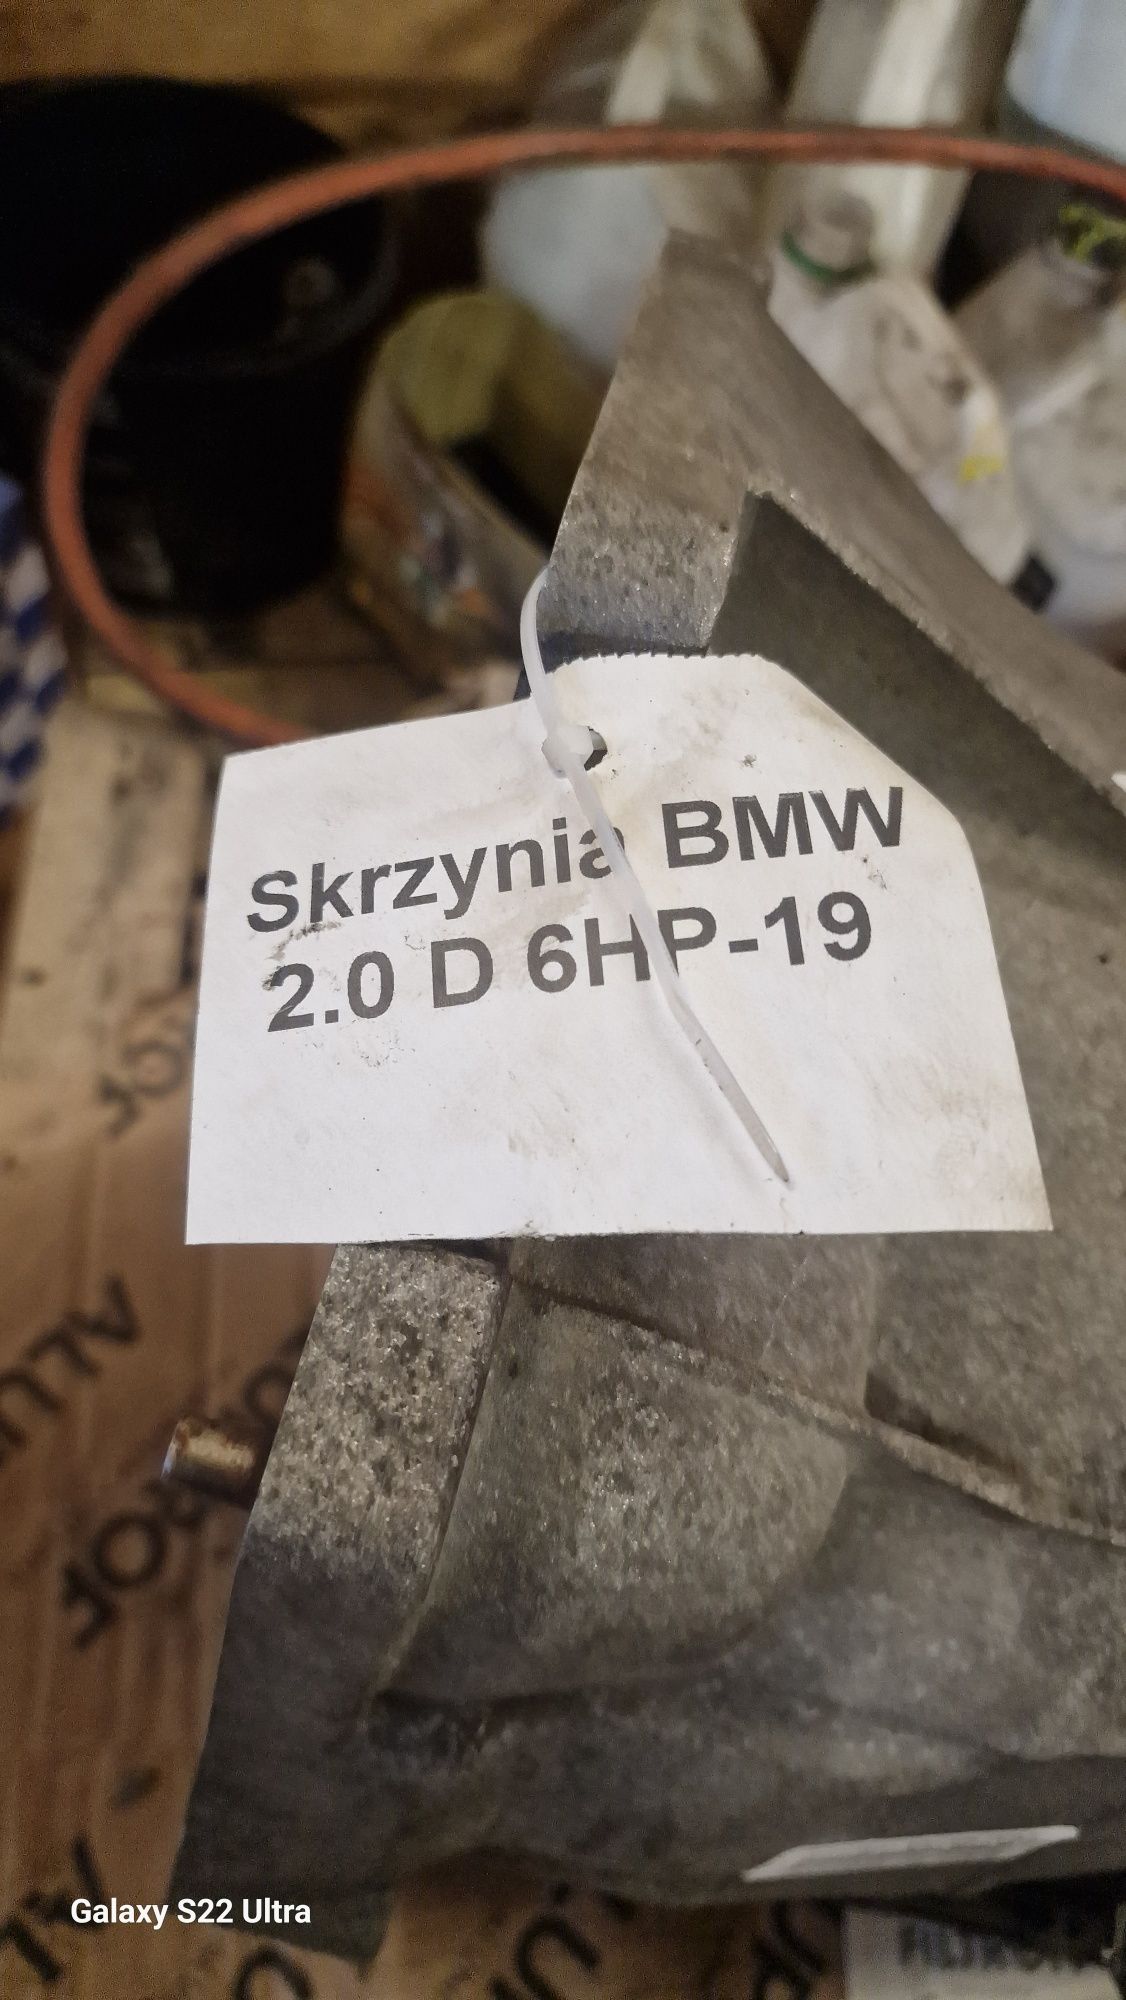 Skrzynia BMW
2.0 D 6HP-19
Galaxy S22 Ultra